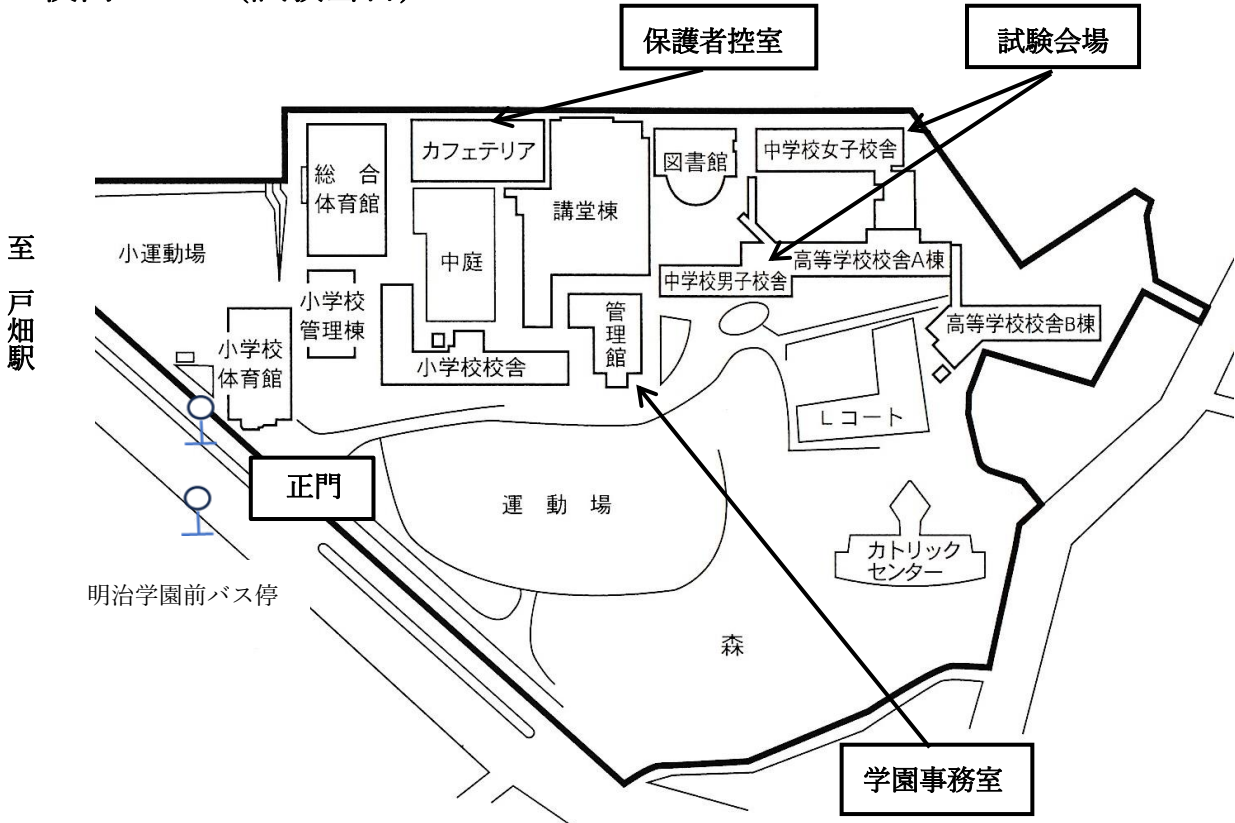 保護者控室
試験会場
カフェテリア
図書館
中学校女子校舎
総 合
体育館
講堂棟
至 戸畑駅
小運動場
中庭
中学校男子校舎
高等学校校舎A棟
小学校
管理棟
管理館
高等学校校舎B棟
小学校
体育館
小学校校舎
Lコート
正門
運 動 場
カトリック
センター
明治学園前バス停
森
学園事務室